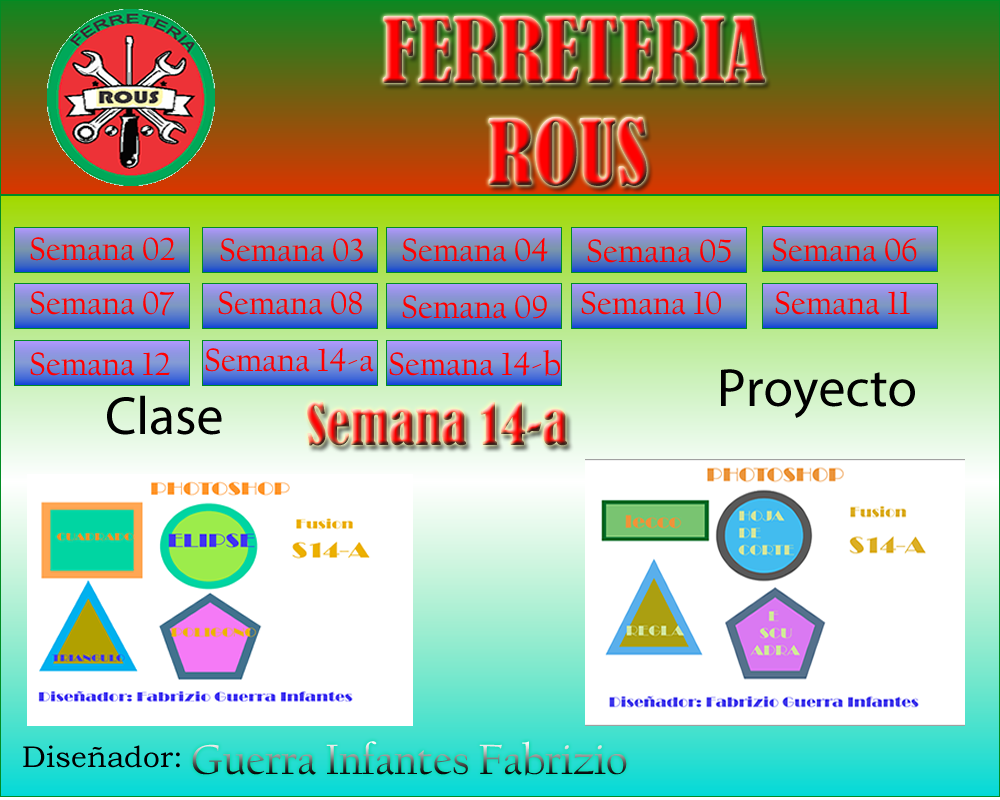 FERRETERIA
ROUS
FERRETERIA
ROUS
Semana 02
Semana 03
Semana 04
Semana 05
Semana 06
Semana 07
Semana 08
Semana 09
Semana 10
Semana 11
Semana 12
Semana 14-a
Semana 14-b
Clase
Semana 14-a
Proyecto
PHOTOSHOP
CUADRADO
ELIPSE
Fusion
S14-A
TRIANGULO
POLIGONO
Diseñador: Fabrizio Guerra Infantes
PHOTOSHOP
HOJA
DE
CORTE
Fusion
S14-A
REGLA
E
SCU
ADRA
Diseñador: Fabrizio Guerra Infantes
Diseñador: Guerra Infantes Fabrizio